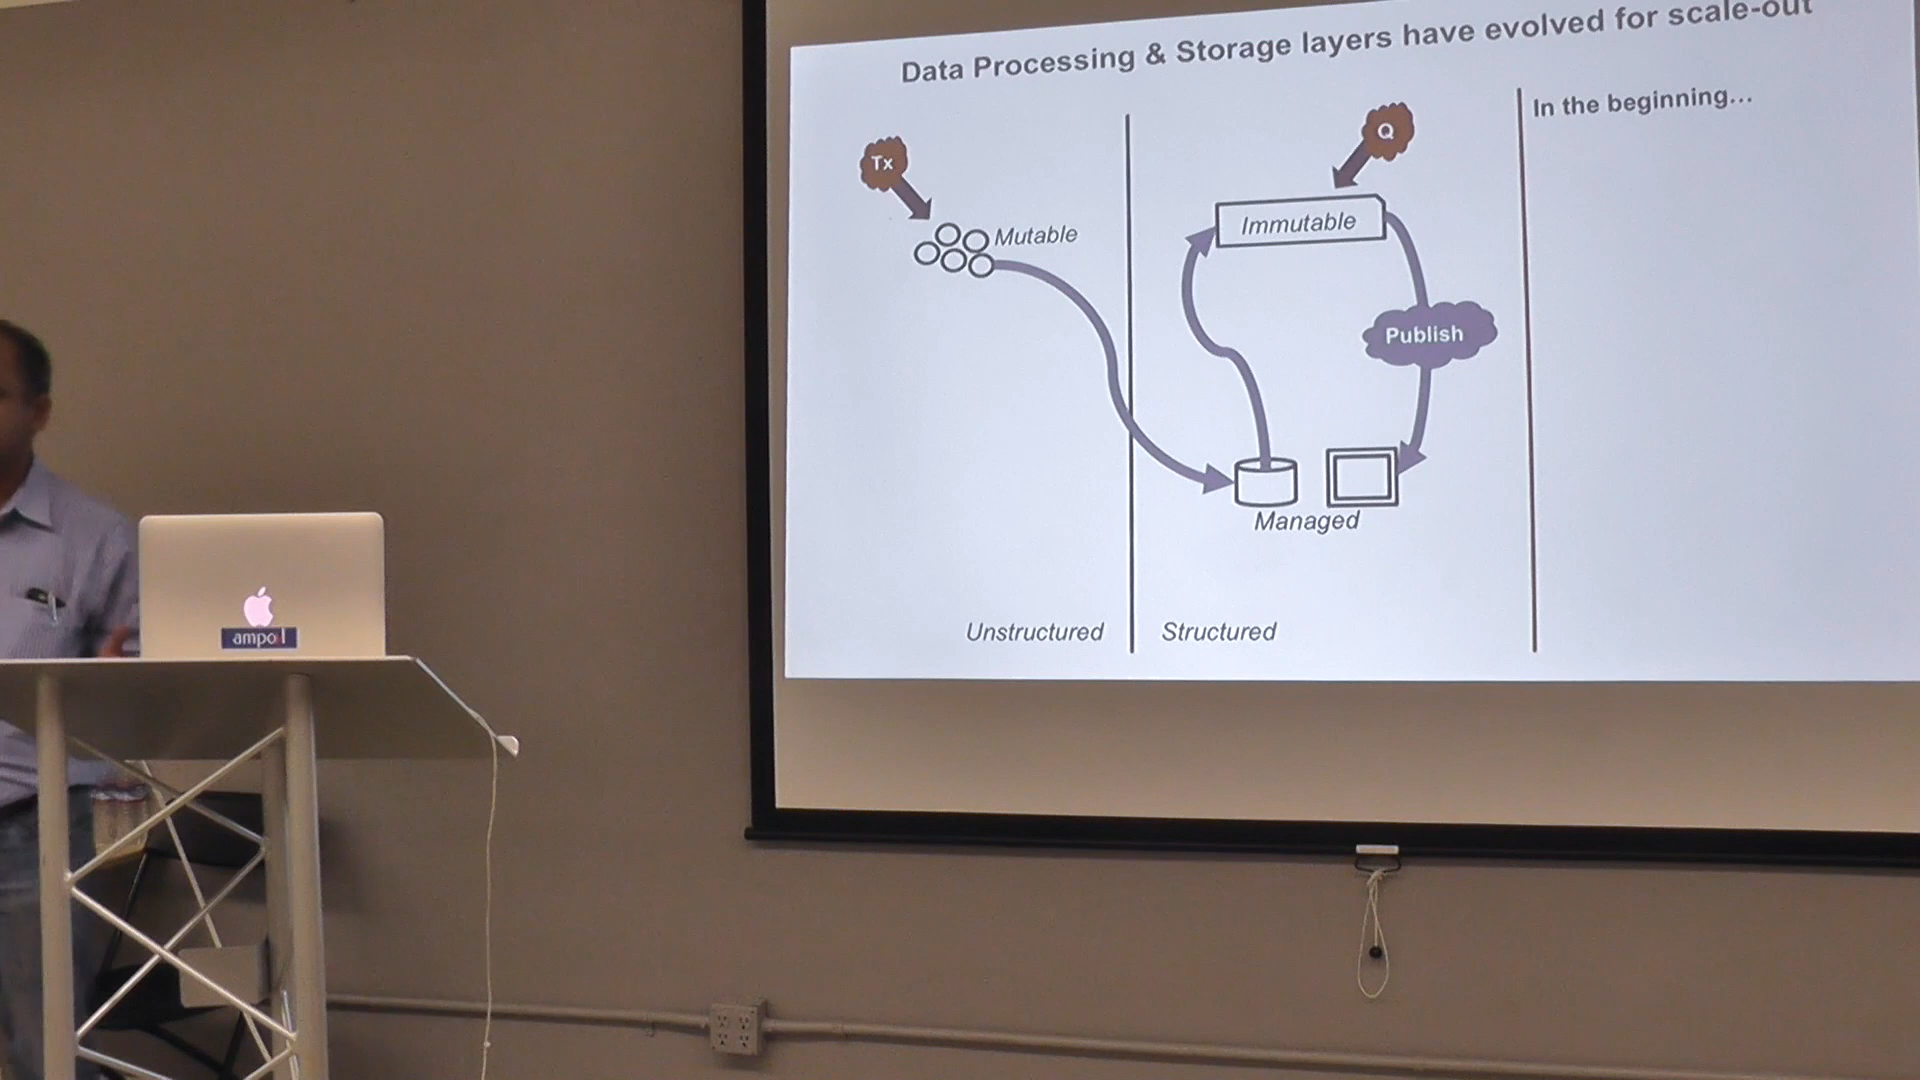 Data Processing & Storage layers have evolved for scale-out
In the beginning...
Tx
Q
Mutable
Immutable
Publish
Managed
Unstructured
Structured
ampool